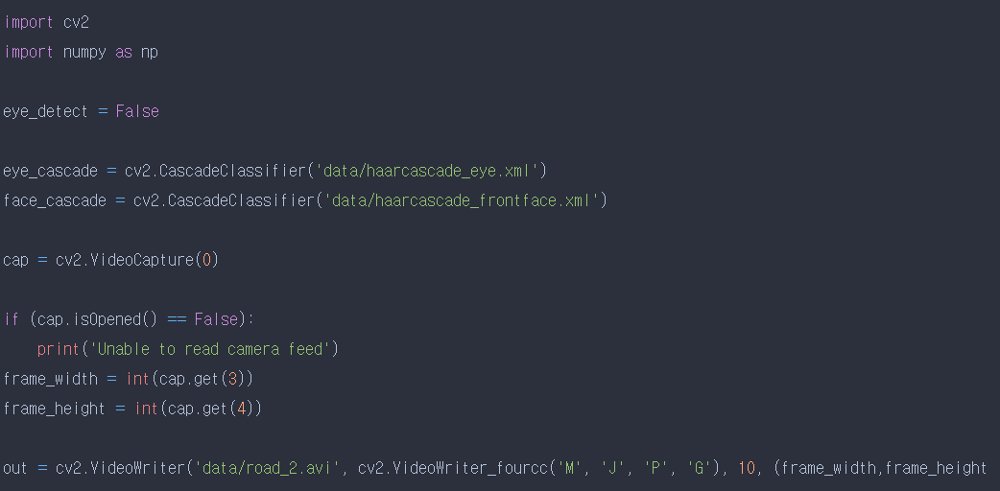 import cv2
import numpy as np
eye_detect = False
eye_cascade = cv2.CascadeClassifier('data/haarcascade_eye.xml')
face_cascade = cv2.CascadeClassifier('data/haarcascade_frontface.xml')
cap = cv2.VideoCapture(0)
if (cap.isOpened() == False):
    print('Unable to read camera feed')
frame_width = int(cap.get(3))
frame_height = int(cap.get(4))
out = cv2.VideoWriter('data/road_2.avi', cv2.VideoWriter_fourcc('M', 'J', 'P', 'G'), 10, (frame_width,frame_height